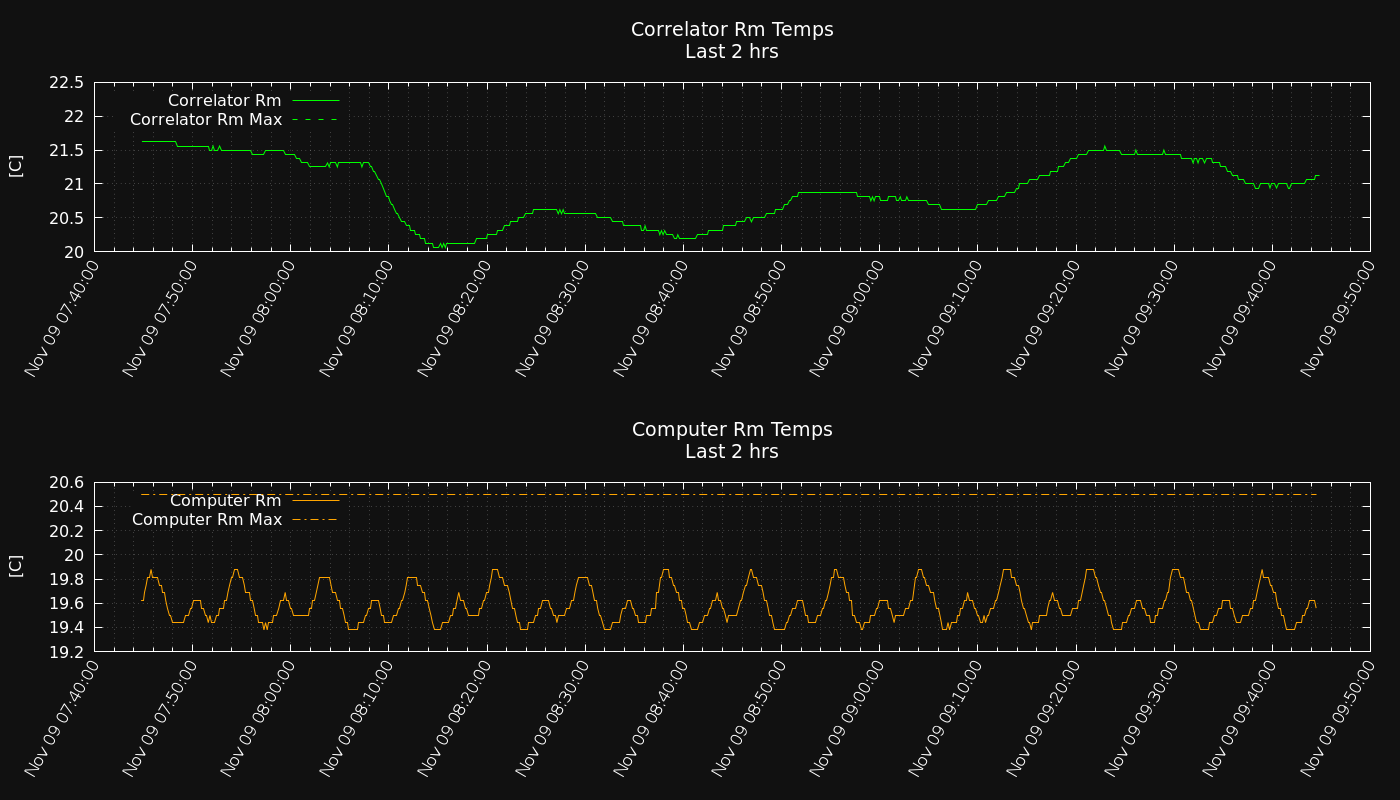 Correlator Rm Temps
Last 2 hrs
22.5
22
21.5
21
20.5
20
[C]
Correlator Rm
Correlator Rm Max
Nov 09 07:40:00
Nov 09 07:50:00
Nov 09 08:00:00
Nov 09 08:10:00
Nov 09 08:20:00
Nov 09 08:30:00
Nov 09 08:40:00
Nov 09 08:50:00
Nov 09 09:00:00
Nov 09 09:10:00
Nov 09 09:20:00
Nov 09 09:30:00
Nov 09 09:40:00
Nov 09 09:50:00
Computer Rm Temps
Last 2 hrs
20.6
20.4
20.2
20
19.8
19.6
19.4
19.2
[C]
Computer Rm
Computer Rm Max
Nov 09 07:40:00
Nov 09 07:50:00
Nov 09 08:00:00
Nov 09 08:10:00
Nov 09 08:20:00
Nov 09 08:30:00
Nov 09 08:40:00
Nov 09 08:50:00
Nov 09 09:00:00
Nov 09 09:10:00
Nov 09 09:20:00
Nov 09 09:30:00
Nov 09 09:40:00
Nov 09 09:50:00